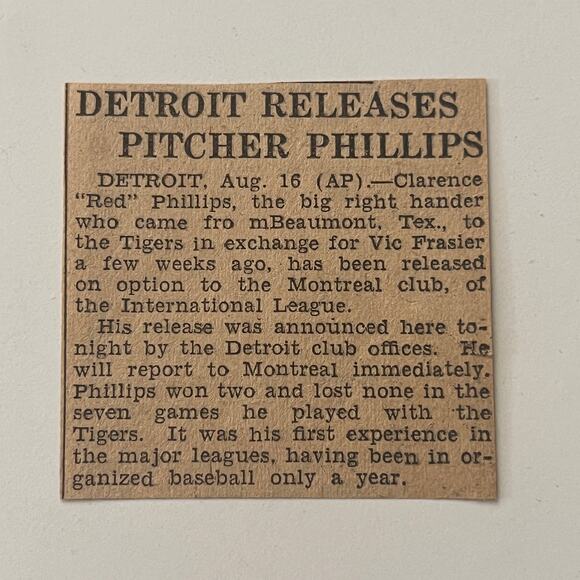 DETROIT RELEASES
PITCHER PHILLIPS
DETROIT, Aug. 16 (AP).—Clarence
"Red" Phillips, the big right hander
who came fro mBeaumont, Tex., to
the Tigers in exchange for Vic Frasier
a few weeks ago, has been released
on option to the Montreal club, of
the International League.
His release was announced here to-
night by the Detroit club offices. He
will report to Montreal immediately.
Phillips won two and lost none in the
seven games he played with the
Tigers. It was his first experience in
the major leagues, having been in or-
ganized baseball only a year.